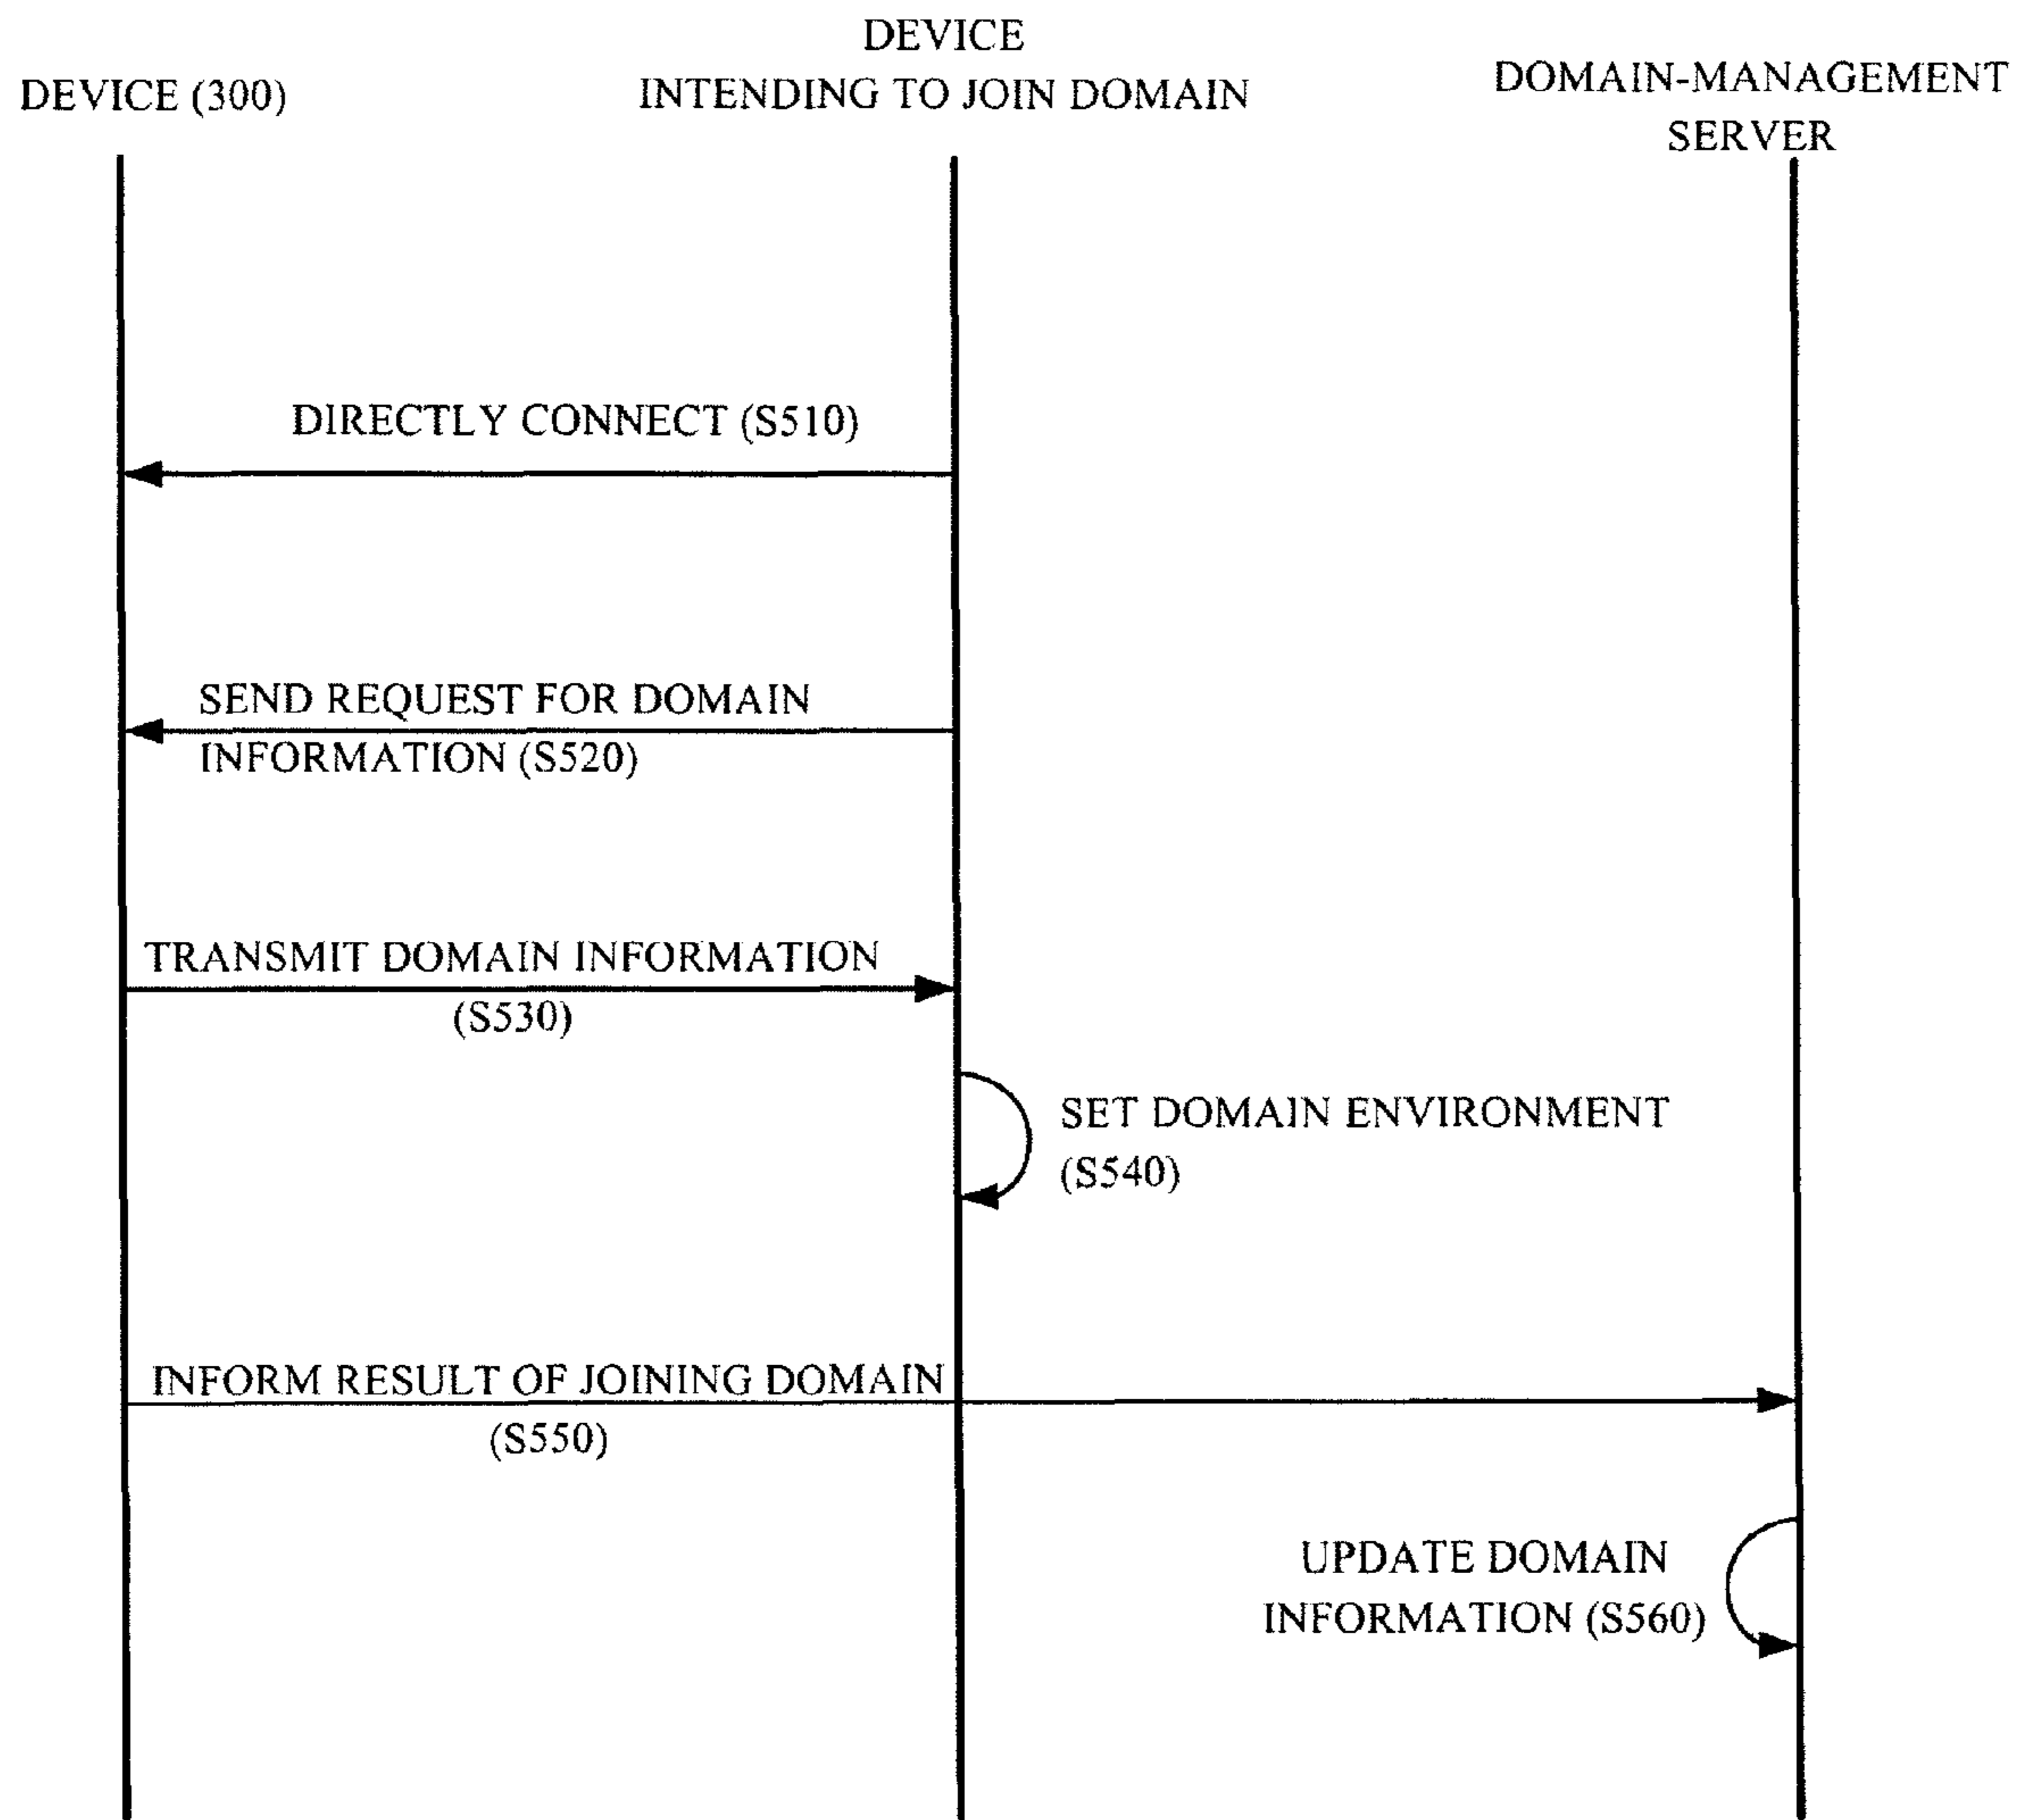 DEVICE (300)
DEVICE
INTENDING TO JOIN DOMAIN
DOMAIN-MANAGEMENT
SERVER
DIRECTLY CONNECT (S510)
SEND REQUEST FOR DOMAIN
INFORMATION (S520)
TRANSMIT DOMAIN INFORMATION
(S530)
SET DOMAIN ENVIRONMENT
(S540)
INFORM RESULT OF JOINING DOMAIN
(S550)
UPDATE DOMAIN
INFORMATION (S560)